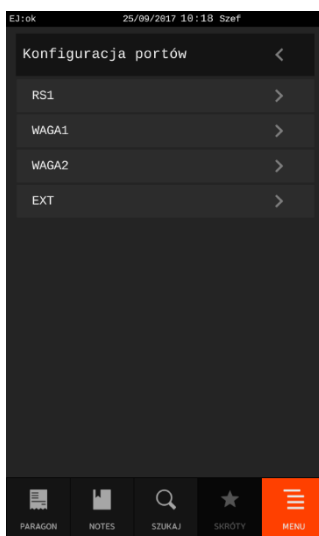 EJ:ok 25/09/2017 10:18 Szef
Konfiguracja portów
RS1
WAGA1
WAGA2
EXT
PARAGON NOTES SZUKAJ SKRÓTY MENU